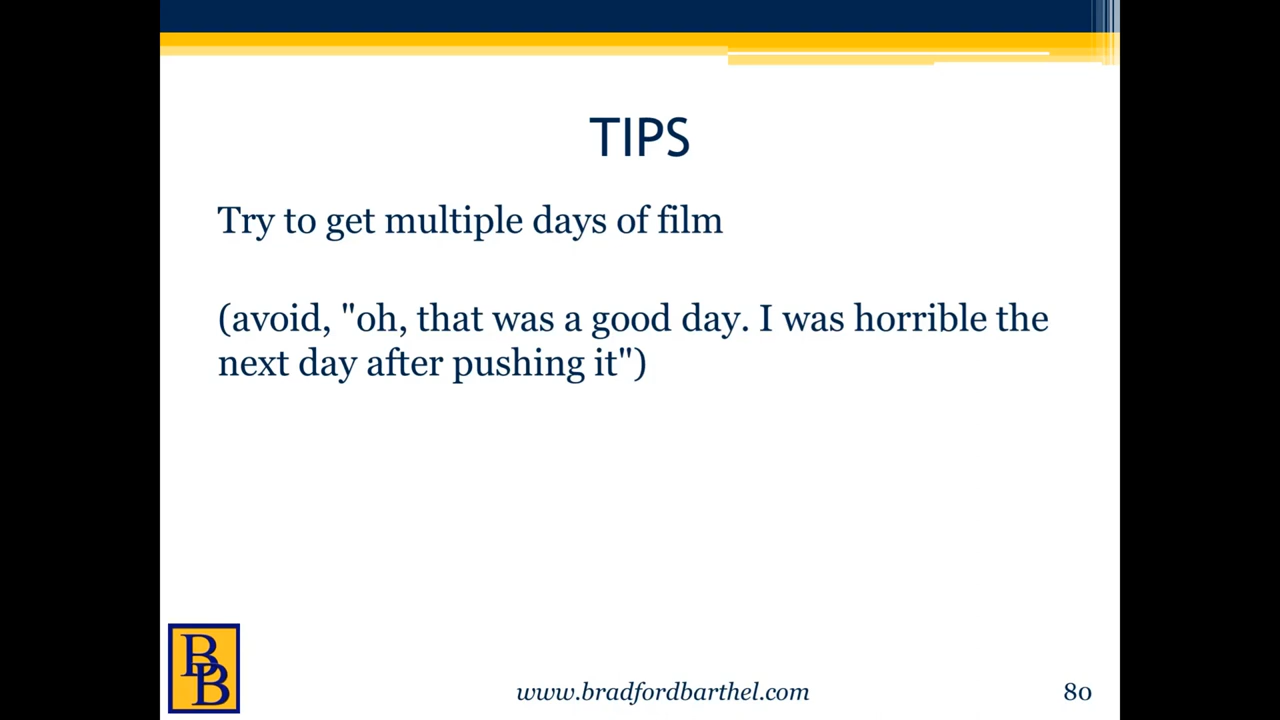 TIPS
Try to get multiple days of film
(avoid, "oh, that was a good day. I was horrible the
next day after pushing it")
BB
www.bradfordbarthel.com
80